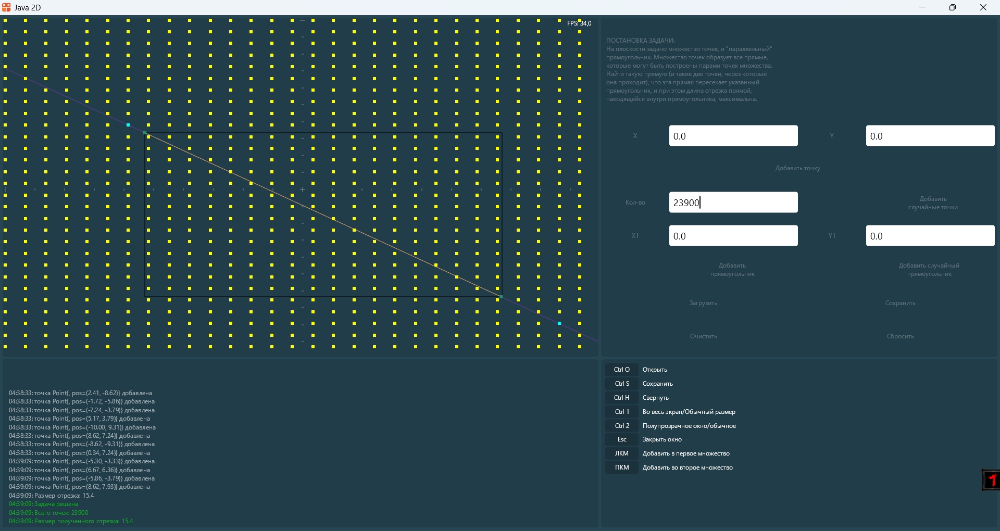 Java 2D
FPS: 34,0
ПОСТАНОВКА ЗАДАЧИ:
На плоскости задано множество точек, и "параллельный"
прямоугольник. Множество точек образует все прямые,
которые могут быть построены парами точек множества.
Найти такую прямую (и такие две точки, через которые
она проходит), что эта прямая пересекает указанный
прямоугольник, и при этом длина отрезка прямой,
находящейся внутри прямоугольника, максимальна.
X 0.0 Y 0.0
Добавить точку
Кол-во 23900 Добавить
случайные точки
X1 0.0 Y1 0.0
Добавить
прямоугольник
Добавить случайный
прямоугольник
Загрузить Сохранить
Очистить Сбросить
04:38:33: точка Point{, pos=(2.41, -8.62)} добавлена
04:38:33: точка Point{, pos=(-1.72, -5.86)} добавлена
04:38:33: точка Point{, pos=(-7.24, -3.79)} добавлена
04:38:33: точка Point{, pos=(5.17, 3.79)} добавлена
04:38:33: точка Point{, pos=(-10.00, 9.31)} добавлена
04:38:33: точка Point{, pos=(8.62, 7.24)} добавлена
04:38:33: точка Point{, pos=(-8.62, -9.31)} добавлена
04:38:33: точка Point{, pos=(0.34, 7.24)} добавлена
04:39:09: точка Point{, pos=(-5.30, -3.33)} добавлена
04:39:09: точка Point{, pos=(6.67, 6.36)} добавлена
04:39:09: точка Point{, pos=(-5.86, -3.79)} добавлена
04:39:09: точка Point{, pos=(8.62, 7.93)} добавлена
04:39:09: Размер отрезка: 15.4
04:39:09: Задача решена
04:39:09: Всего точек: 23900
04:39:09: Размер полученного отрезка: 15.4
Ctrl O Открыть
Ctrl S Сохранить
Ctrl H Свернуть
Ctrl 1 Во весь экран/Обычный размер
Ctrl 2 Полупрозрачное окно/обычное
Esc Закрыть окно
ЛКМ Добавить в первое множество
ПКМ Добавить во второе множество